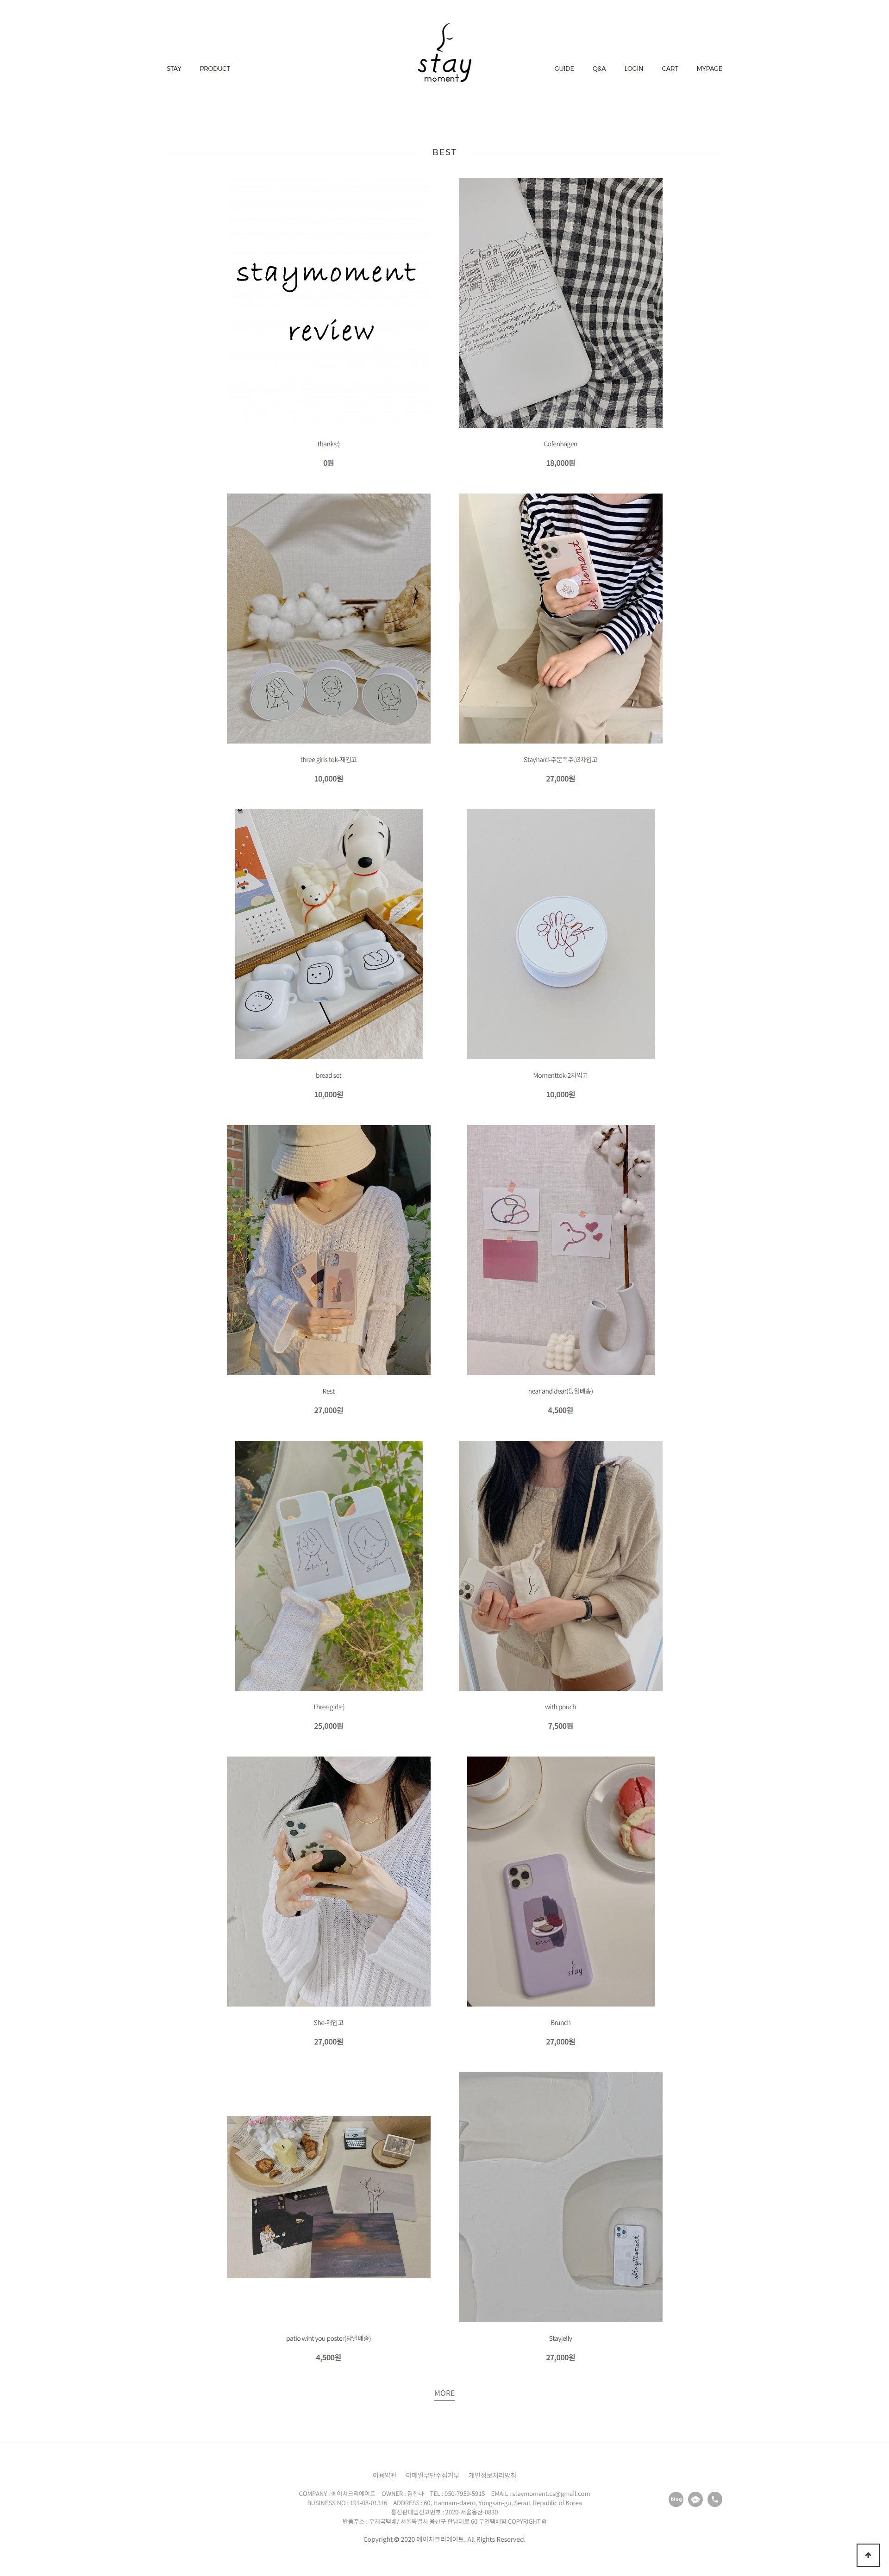 stay
moment
STAY PRODUCT GUIDE Q&A LOGIN CART MYPAGE
BEST
staymoment
review
thanks:)
0원
Cofenhagen
18,000원
three girls tok-재입고
10,000원
Stayhard-주문폭주!)3차입고
27,000원
bread set
10,000원
Momenttok-2차입고
10,000원
Rest
27,000원
near and dear(당일배송)
4,500원
Three girls:)
25,000원
with pouch
7,500원
She-재입고
27,000원
stay
Brunch
27,000원
patio wiht you poster(당일배송)
4,500원
staymoment
Stayjelly
27,000원
MORE
이용약관 이메일무단수집거부 개인정보처리방침
COMPANY : 에이치크리에이트 OWNER : 김한나 TEL : 050-7959-5915 EMAIL : staymoment.cs@gmail.com
BUSINESS NO : 191-08-01316 ADDRESS : 60, Hannam-daero, Yongsan-gu, Seoul, Republic of Korea
통신판매업신고번호 : 2020-서울용산-0830
반품주소 : 우체국택배/ 서울특별시 용산구 한남대로 60 무인택배함 COPYRIGHT ©
blog
Copyright © 2020 에이치크리에이트. All Rights Reserved.